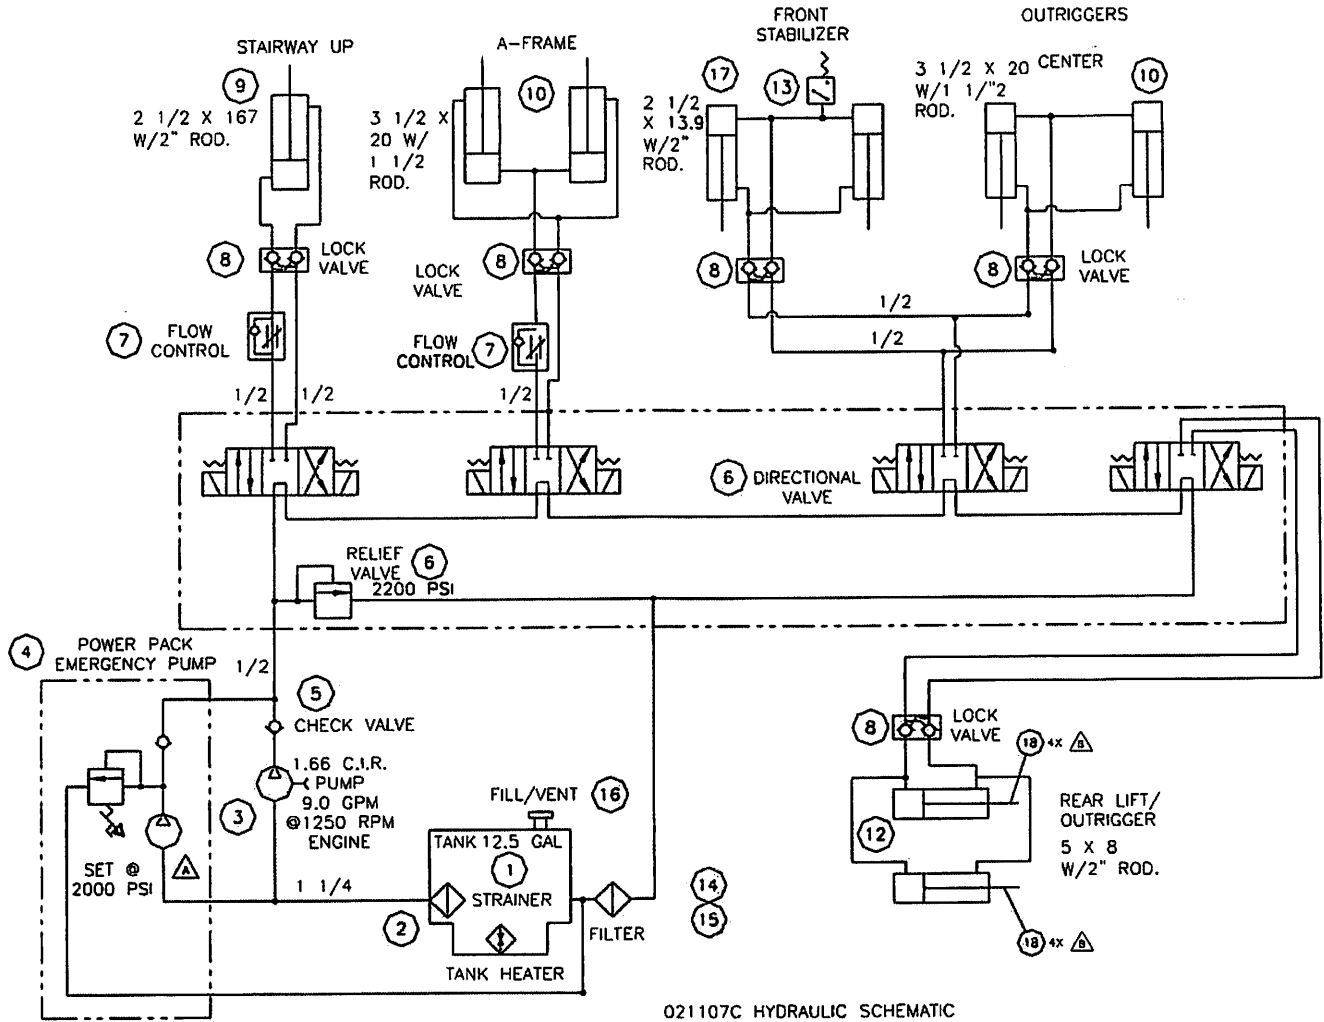 STAIRWAY UP
9
2 1/2 X 167
W/2" ROD.
A-FRAME
10
3 1/2 X
20 W/
1 1/2
ROD.
FRONT
STABILIZER
17
13
2 1/2
X 13.9
W/2"
ROD.
OUTRIGGERS
CENTER
3 1/2 X 20
W/1 1/"2
ROD.
10
8
LOCK
VALVE
8
LOCK
VALVE
8
8
LOCK
VALVE
7
FLOW
CONTROL
FLOW
CONTROL
7
1/2
1/2
1/2
1/2
1/2
6
DIRECTIONAL
VALVE
RELIEF
VALVE
6
2200 PSI
4
POWER PACK
EMERGENCY PUMP
1/2
5
CHECK VALVE
1.66 C.I.R.
PUMP
9.0 GPM
@1250 RPM
ENGINE
3
SET @
2000 PSI
A
1 1/4
FILL/VENT
16
TANK 12.5 GAL
1
STRAINER
2
FILTER
TANK HEATER
14
15
8
LOCK
VALVE
18
4X
B
12
REAR LIFT/
OUTRIGGER
5 X 8
W/2" ROD.
18
4X
B
021107C HYDRAULIC SCHEMATIC